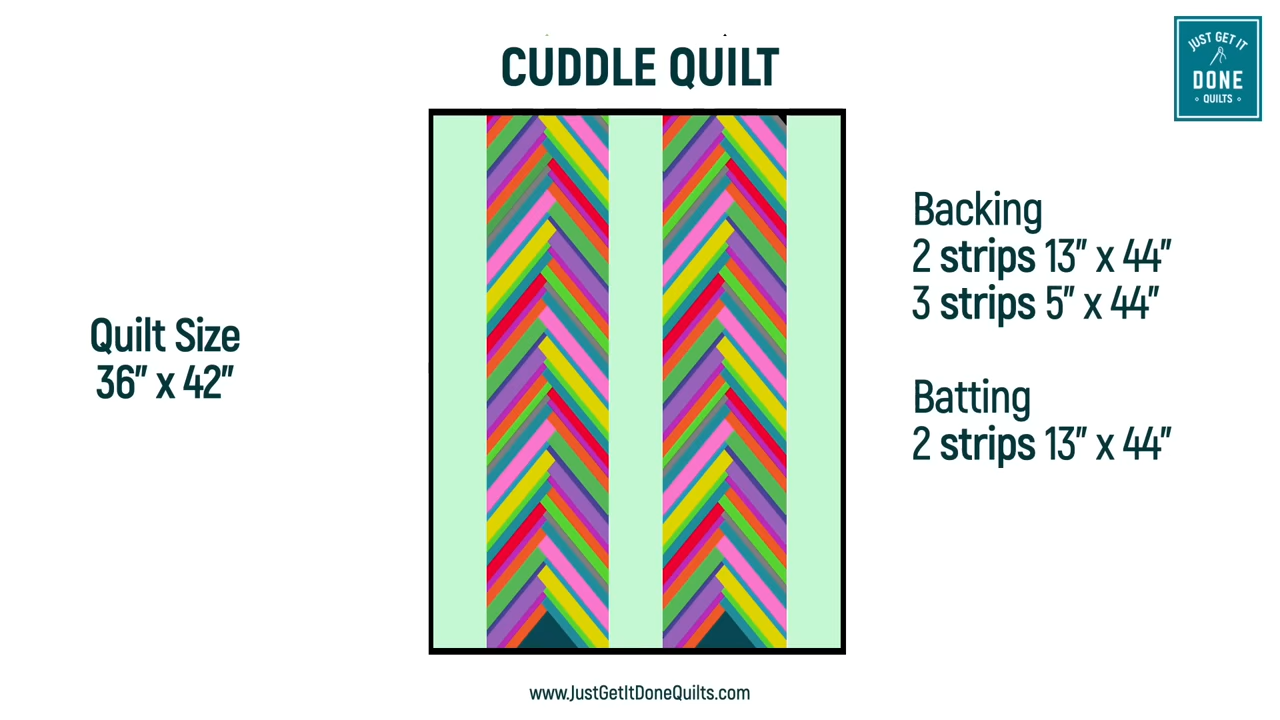 CUDDLE QUILT
JUST GET IT
DONE
QUILTS
Quilt Size
36" x 42"
Backing
2 strips 13" x 44"
3 strips 5" x 44"
Batting
2 strips 13" x 44"
www.JustGetItDoneQuilts.com